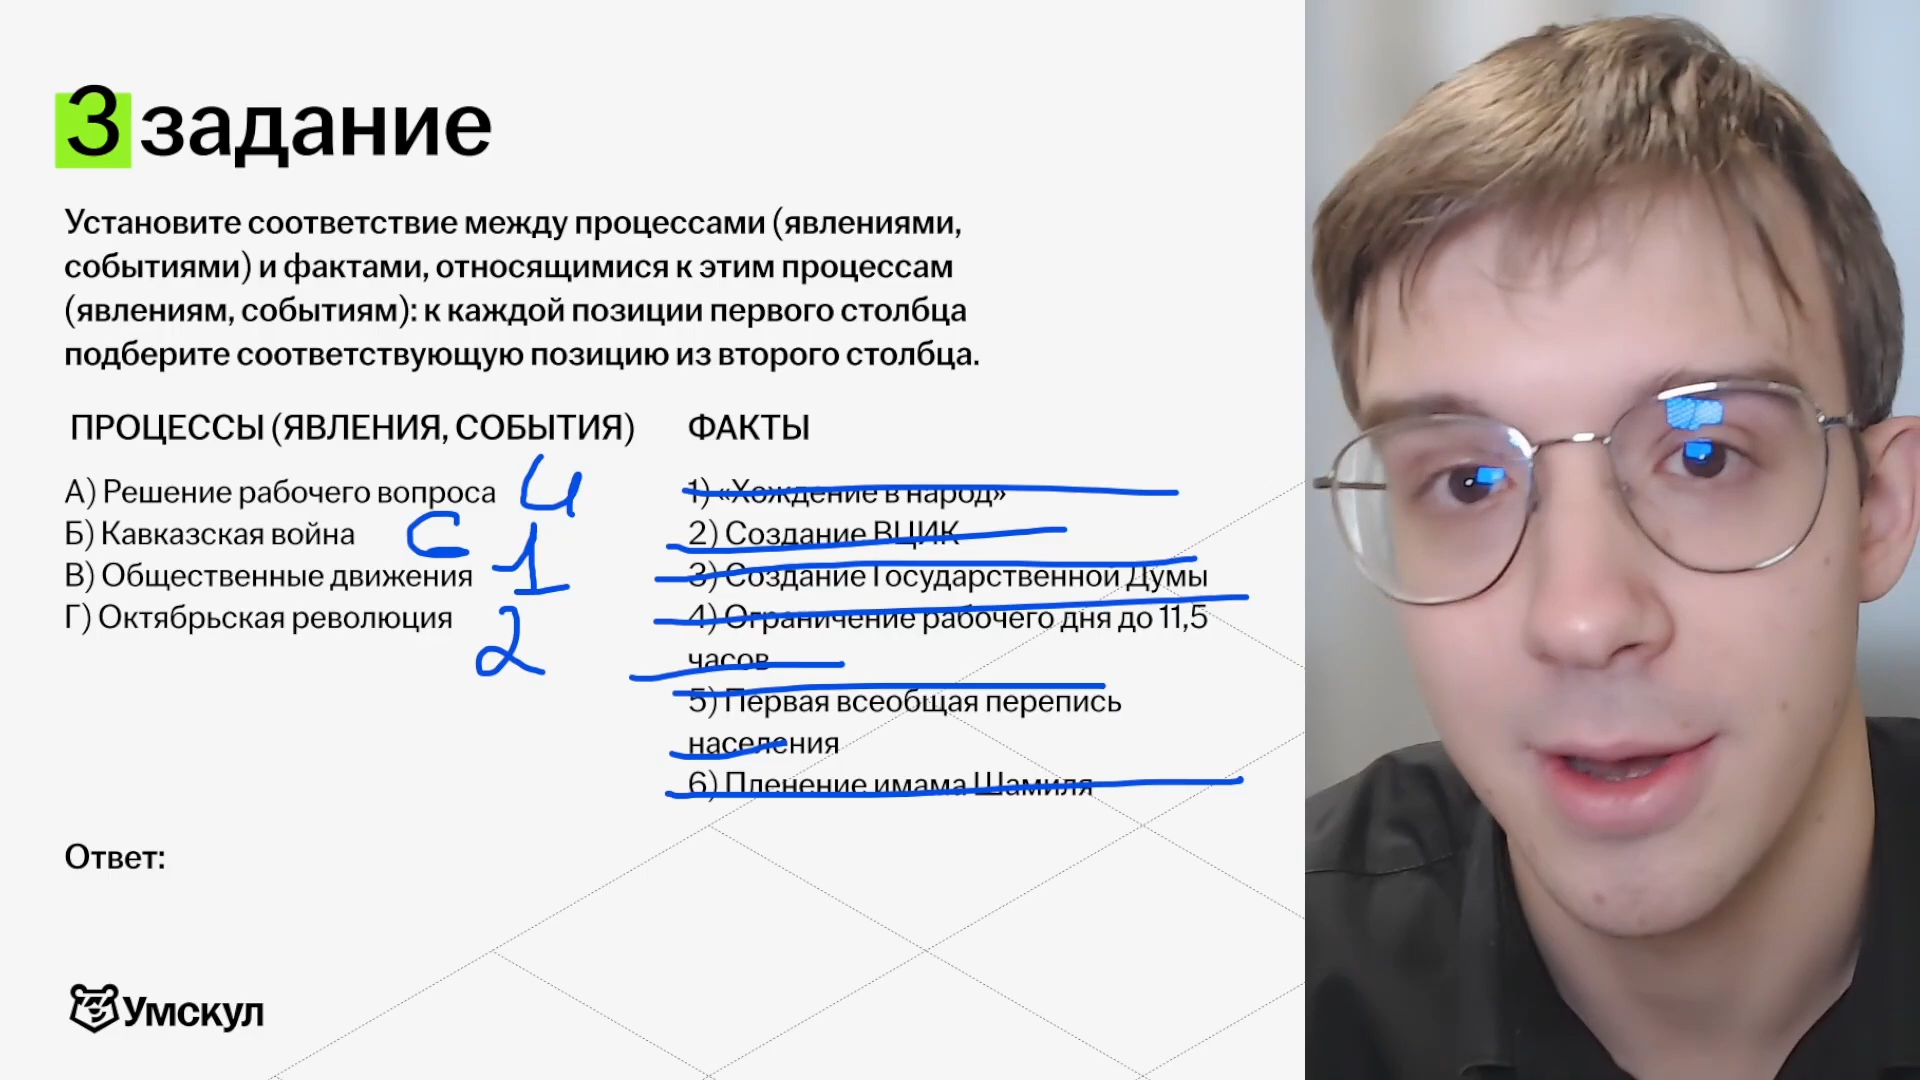 3 задание
Установите соответствие между процессами (явлениями,
событиями) и фактами, относящимися к этим процессам
(явлениям, событиям): к каждой позиции первого столбца
подберите соответствующую позицию из второго столбца.
ПРОЦЕССЫ (ЯВЛЕНИЯ, СОБЫТИЯ)
А) Решение рабочего вопроса 4
Б) Кавказская война 6
В) Общественные движения 1
Г) Октябрьская революция 2
ФАКТЫ
1) «Хождение в народ»
2) Создание ВЦИК
3) Создание Государственной Думы
4) Ограничение рабочего дня до 11,5
часов
5) Первая всеобщая перепись
населения
6) Пленение имама Шамиля
Ответ:
Умскул